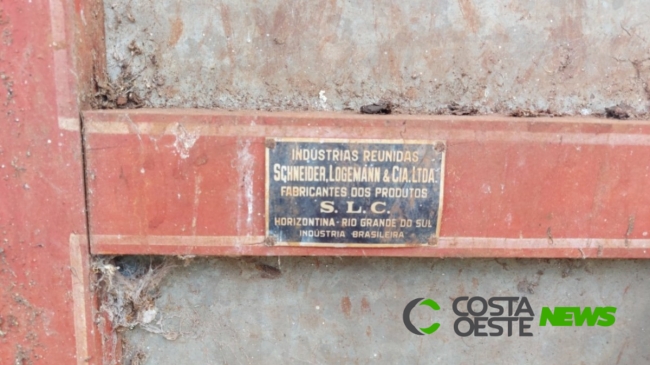 INDUSTRIAS REUNIDAS
SCHNEIDER, LOGEMANN & CIA. LTDA.
FABRICANTES DOS PRODUTOS
S. L. C.
HORIZONTINA - RIO GRANDE DO SUL
INDUSTRIA BRASILEIRA
COSTA
OESTE NEWS